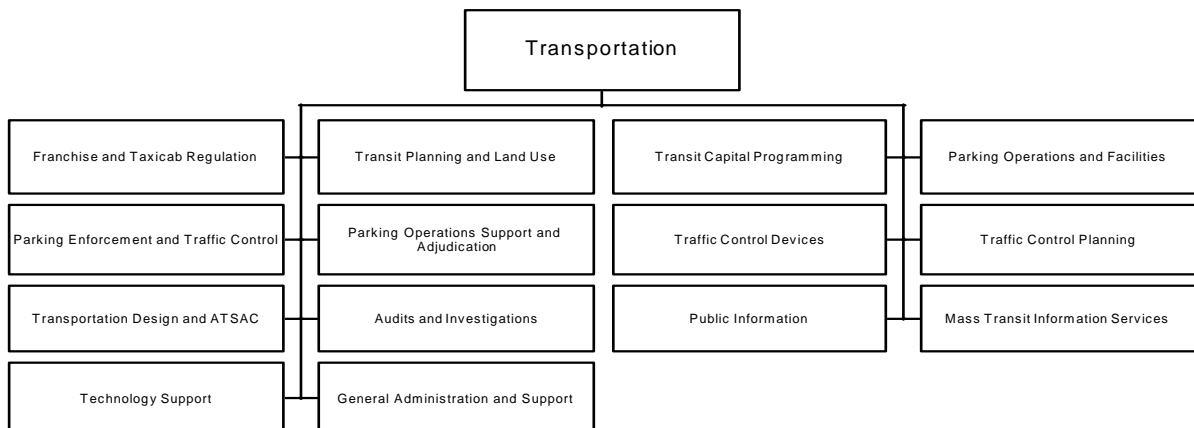 Transportation
Franchise and Taxicab Regulation
Transit Planning and Land Use
Transit Capital Programming
Parking Operations and Facilities
Parking Enforcement and Traffic Control
Parking Operations Support and
Adjudication
Traffic Control Devices
Traffic Control Planning
Transportation Design and ATSAC
Audits and Investigations
Public Information
Mass Transit Information Services
Technology Support
General Administration and Support